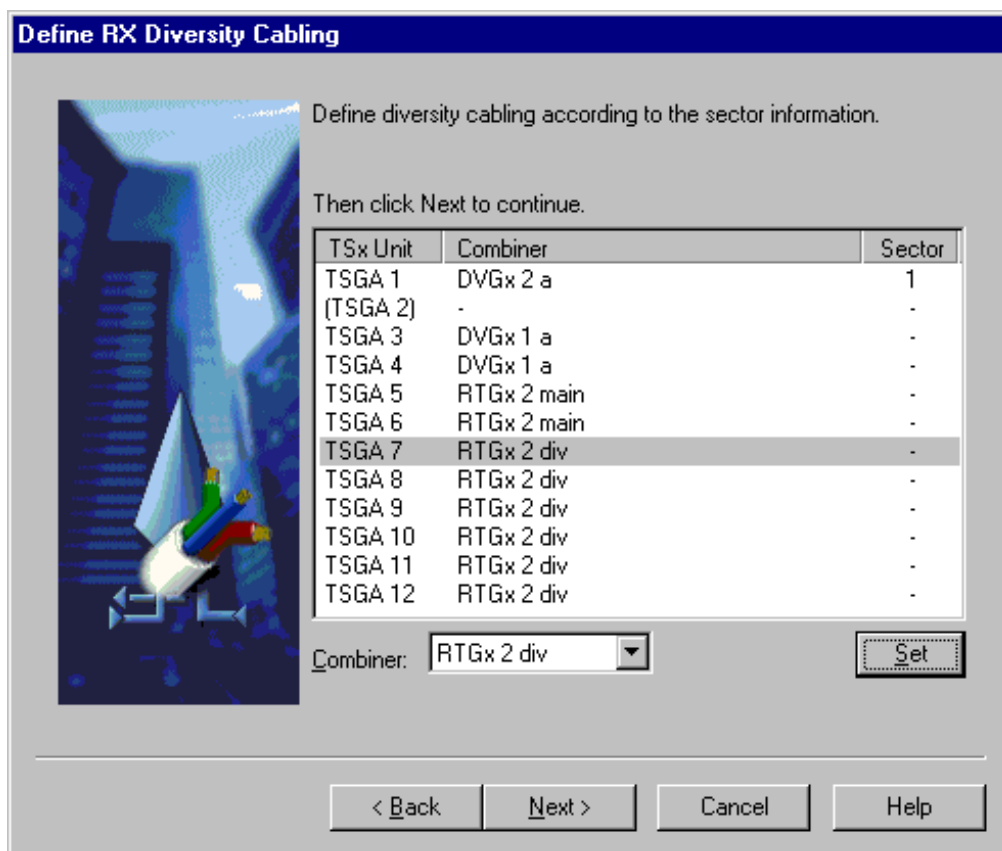 Define RX Diversity Cabling
Define diversity cabling according to the sector information.
Then click Next to continue.
TSx Unit Combiner Sector
TSGA 1 DVGx 2 a 1
(TSGA 2) - -
TSGA 3 DVGx 1 a -
TSGA 4 DVGx 1 a -
TSGA 5 RTGx 2 main -
TSGA 6 RTGx 2 main -
TSGA 7 RTGx 2 div -
TSGA 8 RTGx 2 div -
TSGA 9 RTGx 2 div -
TSGA 10 RTGx 2 div -
TSGA 11 RTGx 2 div -
TSGA 12 RTGx 2 div -
Combiner: RTGx 2 div Set
< Back Next > Cancel Help